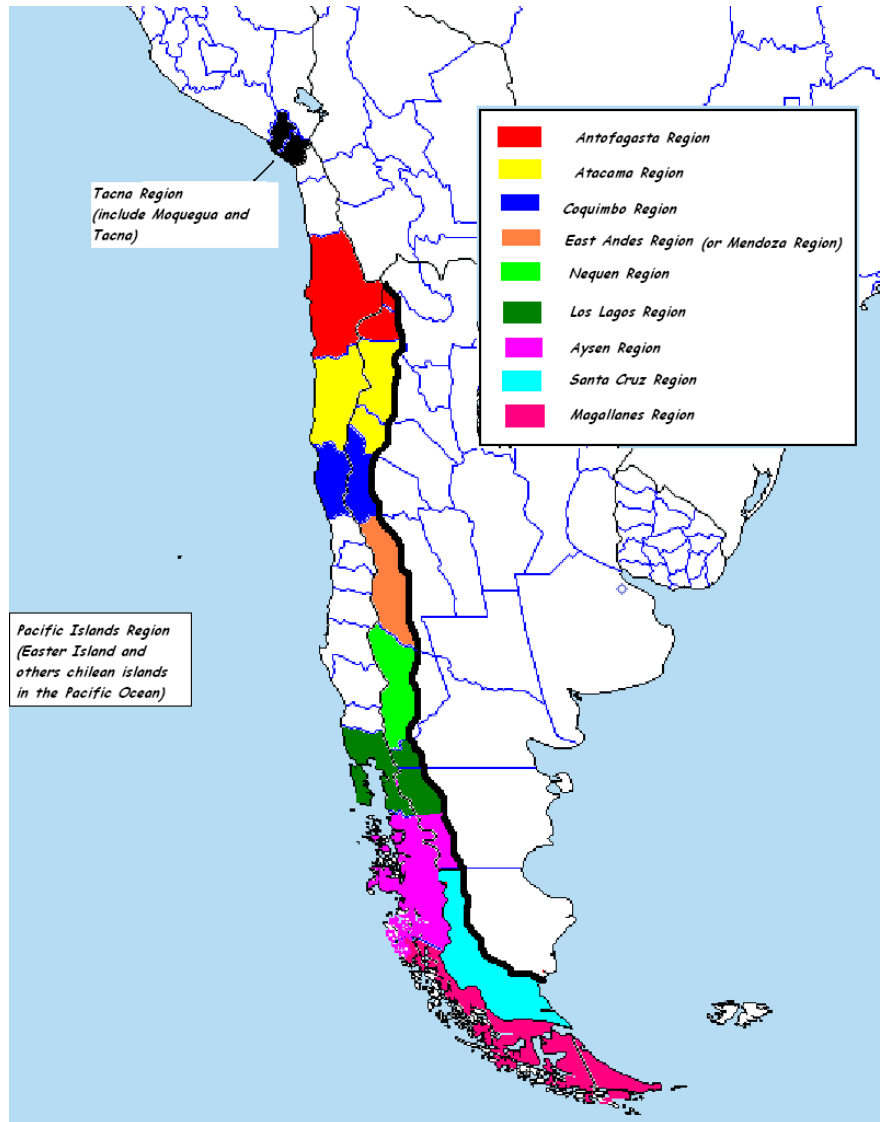 Antofagasta Region
Atacama Region
Coquimbo Region
East Andes Region (or Mendoza Region)
Nequen Region
Los Lagos Region
Aysen Region
Santa Cruz Region
Magallanes Region
Tacna Region
(include Moquegua and
Tacna)
Pacific Islands Region
(Easter Island and
others chilean islands
in the Pacific Ocean)